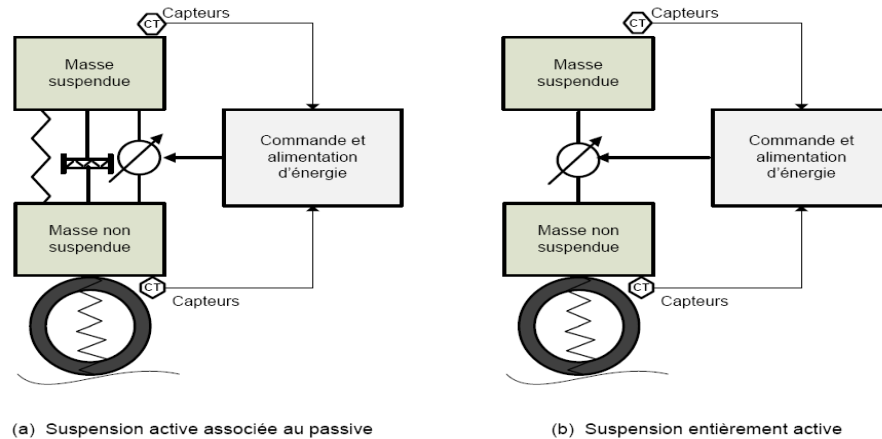 CT
Capteurs
Masse
suspendue
Commande et
alimentation
d'énergie
Masse non
suspendue
CT
Capteurs
(a) Suspension active associée au passive
CT
Capteurs
Masse
suspendue
Commande et
alimentation
d'énergie
Masse non
suspendue
CT
Capteurs
(b) Suspension entièrement active